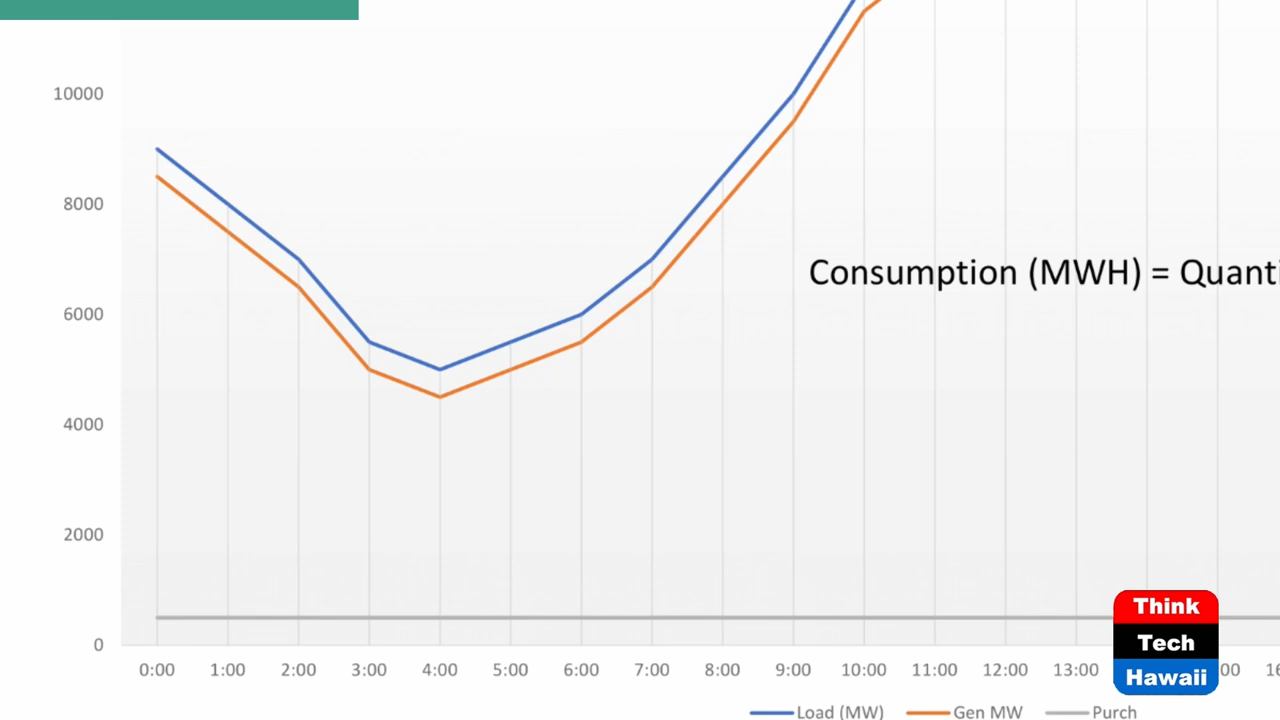 10000
8000
Consumption (MWH) = Quanti
6000
4000
2000
0
0:00 1:00 2:00 3:00 4:00 5:00 6:00 7:00 8:00 9:00 10:00 11:00 12:00 13:00
Load (MW) Gen MW Purch
Think
Tech
Hawaii